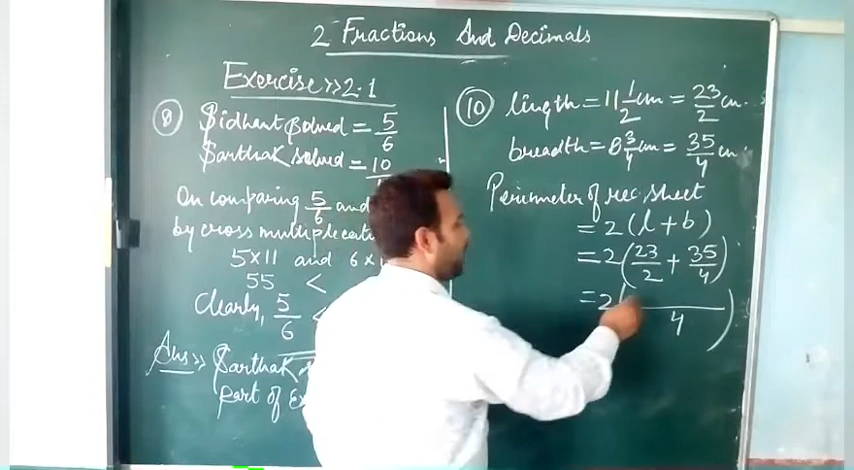 2 Fractions And Decimals
Exercise >> 2.1
9 Sidhant Solved = 5/6
Sarthak solved = 10/
On comparing 5/6 and
by cross multiplecati
5×11 and 6×
55 <
Clearly, 5/6 <
Ans >> Sarthak
part of
10 length = 11 1/2 cm = 23/2 cm.
breadth = 8 3/4 cm = 35/4 cm
Perimeter of rec. sheet
= 2(l+b)
= 2(23/2 + 35/4)
= 2( /4)